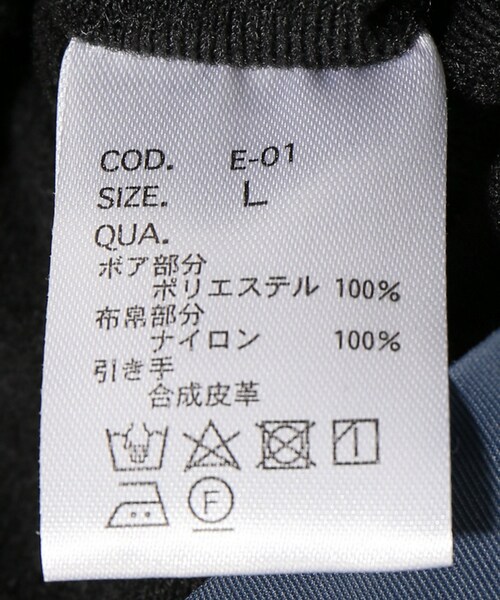 COD. E-01
SIZE. L
QUA.
ボア部分
ポリエステル 100%
布帛部分
ナイロン 100%
引き手
合成皮革
F